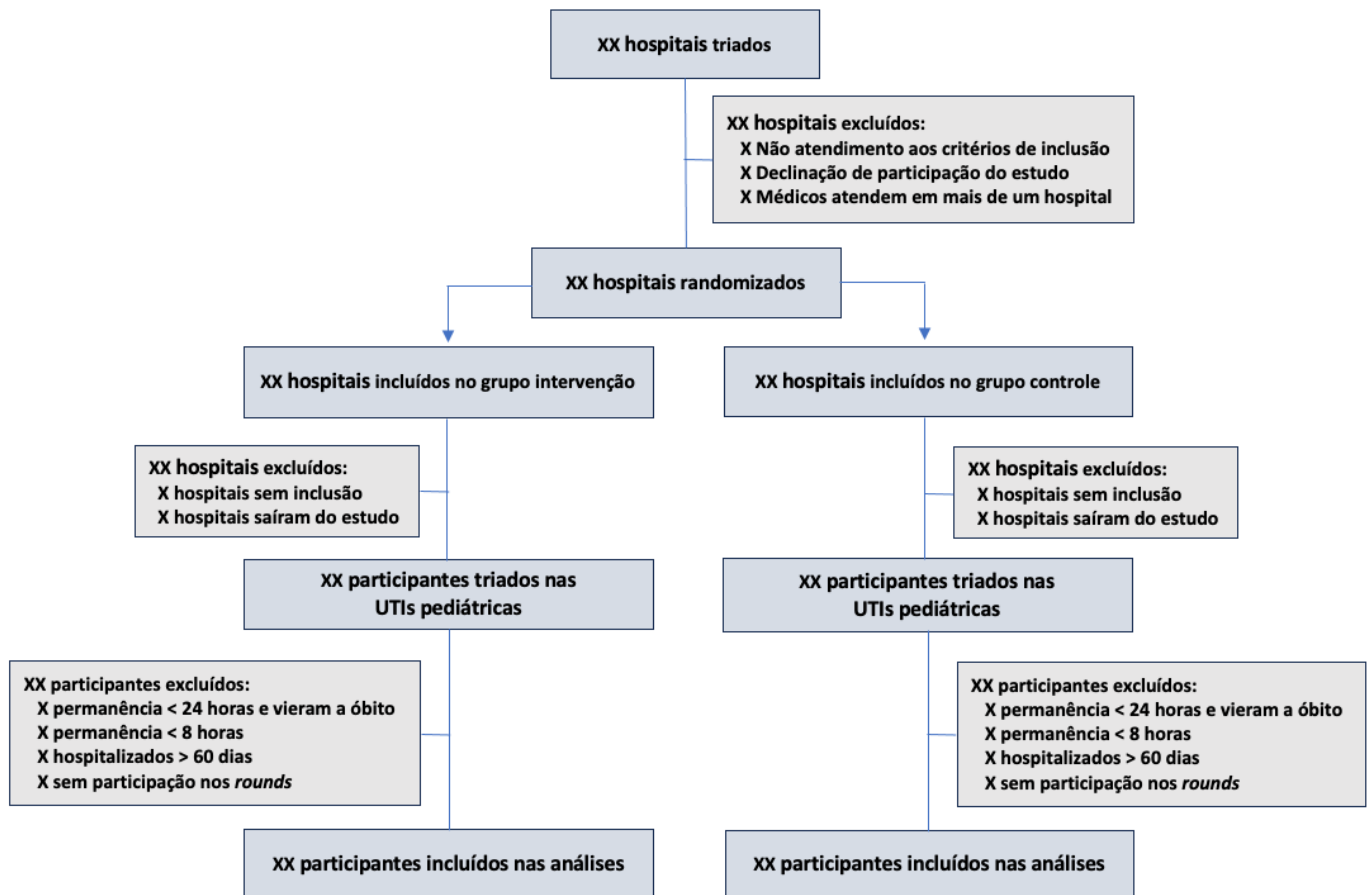 XX hospitais triados
XX hospitais excluídos:
X Não atendimento aos critérios de inclusão
X Declinação de participação do estudo
X Médicos atendem em mais de um hospital
XX hospitais randomizados
XX hospitais incluídos no grupo intervenção
XX hospitais incluídos no grupo controle
XX hospitais excluídos:
X hospitais sem inclusão
X hospitais saíram do estudo
XX hospitais excluídos:
X hospitais sem inclusão
X hospitais saíram do estudo
XX participantes triados nas
UTIs pediátricas
XX participantes triados nas
UTIs pediátricas
XX participantes excluídos:
X permanência < 24 horas e vieram a óbito
X permanência < 8 horas
X hospitalizados > 60 dias
X sem participação nos rounds
XX participantes excluídos:
X permanência < 24 horas e vieram a óbito
X permanência < 8 horas
X hospitalizados > 60 dias
X sem participação nos rounds
XX participantes incluídos nas análises
XX participantes incluídos nas análises